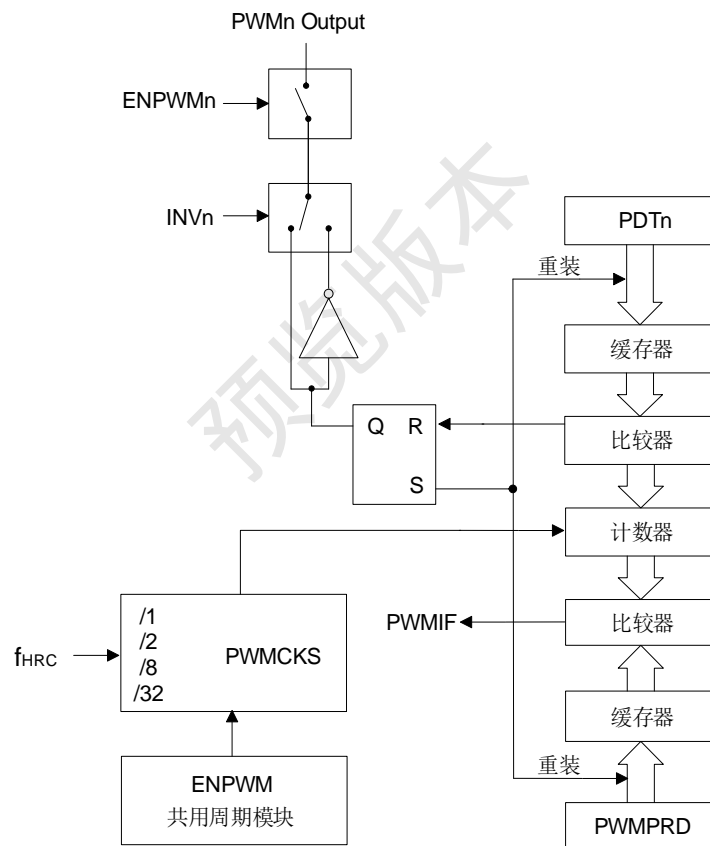 PWMn Output
ENPWMn
INVn
PDTn
重装
缓存器
Q R
比较器
S
计数器
/1
/2
/8
/32
PWMCKS
fHRC
PWMIF
比较器
缓存器
ENPWM
共用周期模块
重装
PWMPRD
预览版本